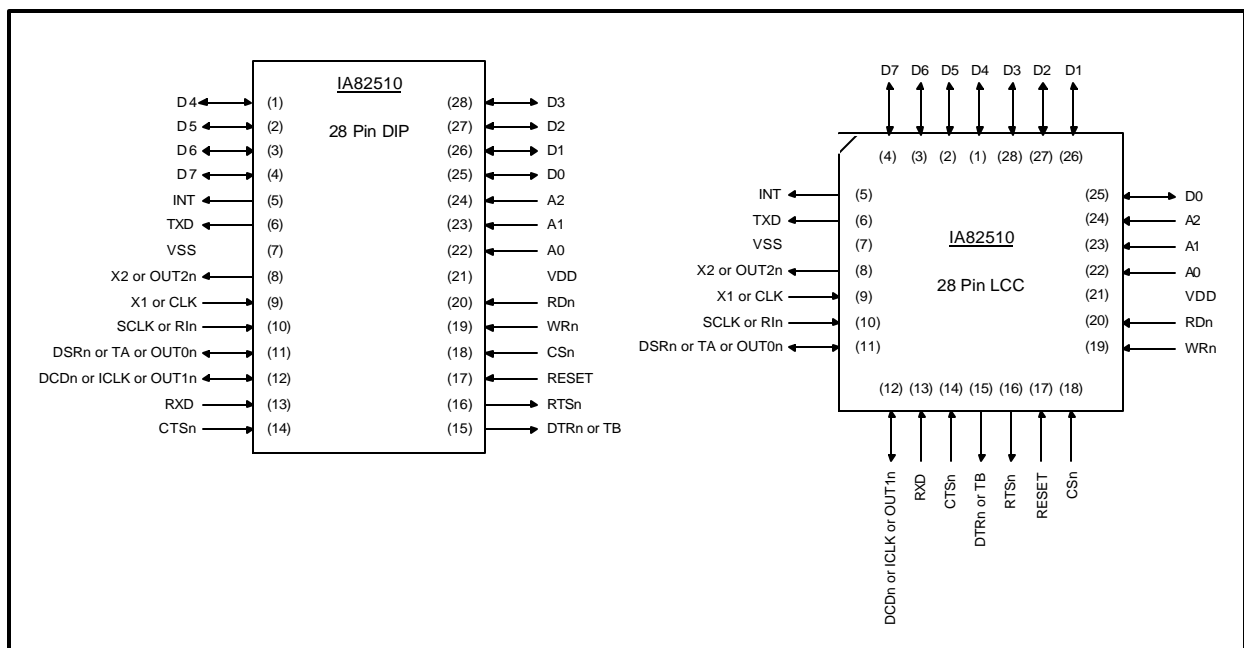 IA82510
28 Pin DIP
D4 (1) (28) D3
D5 (2) (27) D2
D6 (3) (26) D1
D7 (4) (25) D0
INT (5) (24) A2
TXD (6) (23) A1
VSS (7) (22) A0
X2 or OUT2n (8) (21) VDD
X1 or CLK (9) (20) RDn
SCLK or RIn (10) (19) WRn
DSRn or TA or OUT0n (11) (18) CSn
DCDn or ICLK or OUT1n (12) (17) RESET
RXD (13) (16) RTSn
CTSn (14) (15) DTRn or TB
D7 D6 D5 D4 D3 D2 D1
(4) (3) (2) (1) (28) (27) (26)
INT (5) (25) D0
TXD (6) (24) A2
VSS (7) IA82510 (23) A1
X2 or OUT2n (8) (22) A0
X1 or CLK (9) 28 Pin LCC (21) VDD
SCLK or RIn (10) (20) RDn
DSRn or TA or OUT0n (11) (19) WRn
(12) (13) (14) (15) (16) (17) (18)
DCDn or ICLK or OUT1n
RXD
CTSn
DTRn or TB
RTSn
RESET
CSn